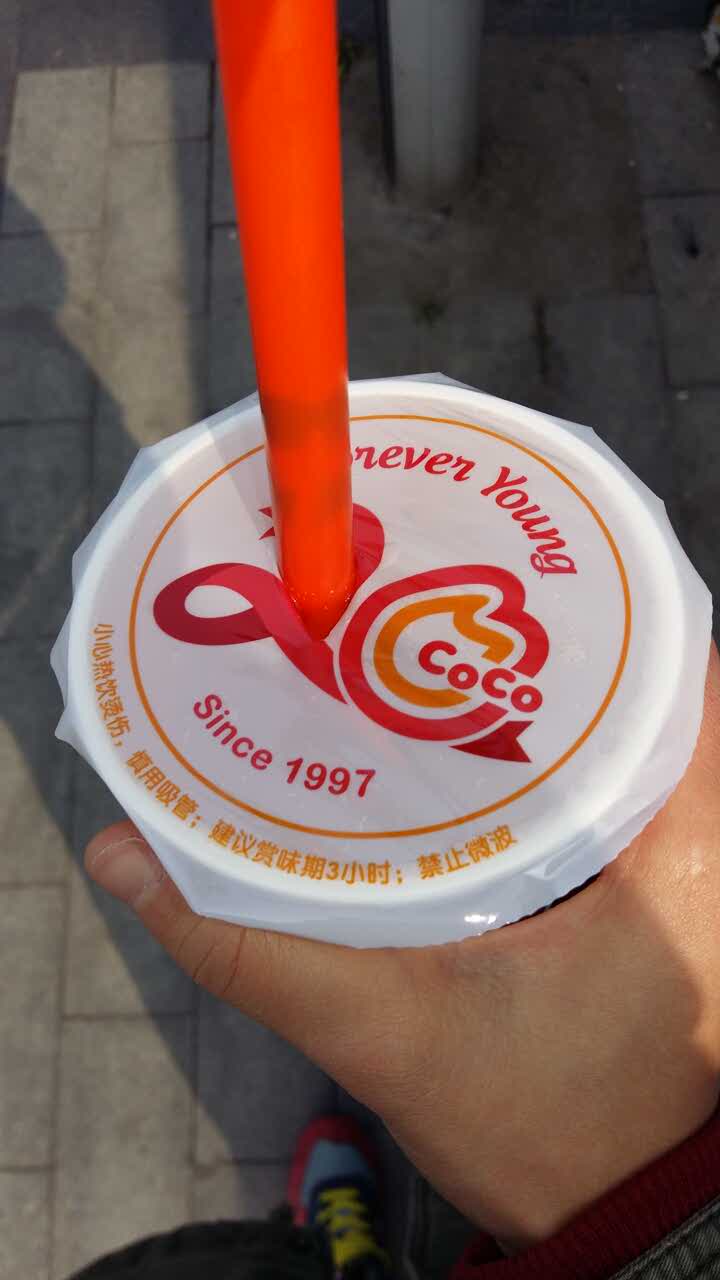 orever Young
CoCo
Since 1997
小心热饮烫伤，慎用吸管；建议赏味期3小时；禁止微波